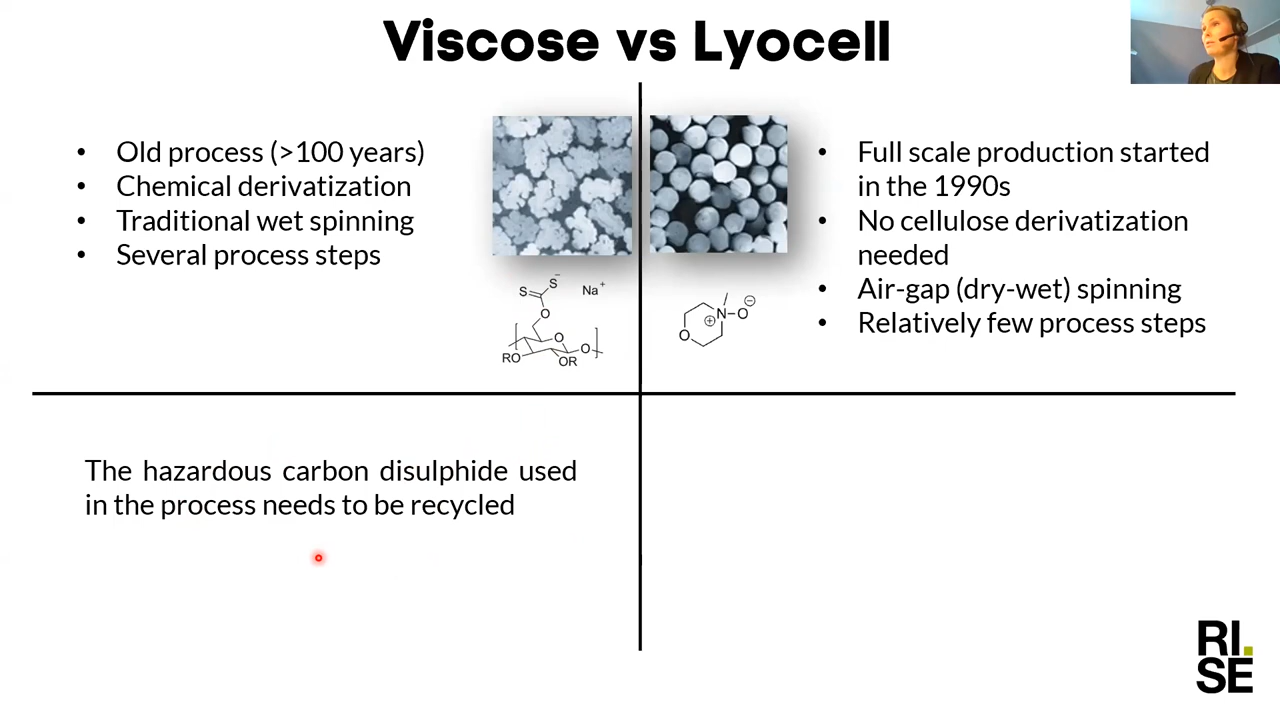 Viscose vs Lyocell
• Old process (>100 years)
• Chemical derivatization
• Traditional wet spinning
• Several process steps
S
S⁻
Na⁺
O
O
O
RO
OR
• Full scale production started
in the 1990s
• No cellulose derivatization
needed
• Air-gap (dry-wet) spinning
• Relatively few process steps
N–O
⊕
⊖
O
The hazardous carbon disulphide used
in the process needs to be recycled
RI.
SE